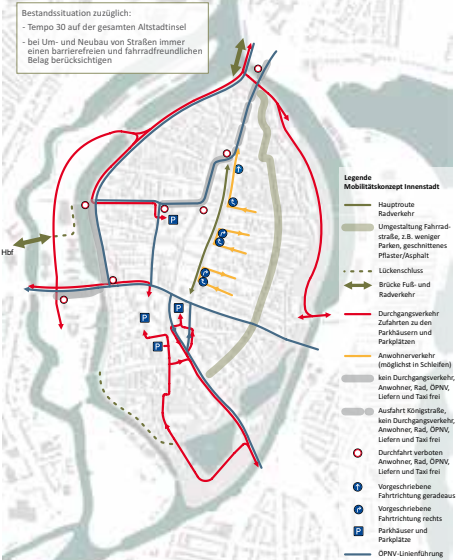 Bestandssituation zuzüglich:
- Tempo 30 auf der gesamten Altstadtinsel
- bei Um- und Neubau von Straßen immer
einen barrierefreien und fahrradfreundlichen
Belag berücksichtigen
Hbf
P
P
P
P
Legende
Mobilitätskonzept Innenstadt
Hauptroute
Radverkehr
Umgestaltung Fahrrad-
straße, z.B. weniger
Parken, geschnittenes
Pflaster/Asphalt
Lückenschluss
Brücke Fuß- und
Radverkehr
Durchgangsverkehr
Zufahrten zu den
Parkhäusern und
Parkplätzen
Anwohnerverkehr
(möglichst in Schleifen)
kein Durchgangsverkehr,
Anwohner, Rad, ÖPNV,
Liefern und Taxi frei
Ausfahrt Königstraße,
kein Durchgangsverkehr,
Anwohner, Rad, ÖPNV,
Liefern und Taxi frei
Durchfahrt verboten
Anwohner, Rad, ÖPNV,
Liefern und Taxi frei
Vorgeschriebene
Fahrtrichtung geradeaus
Vorgeschriebene
Fahrtrichtung rechts
P
Parkhäuser und
Parkplätze
ÖPNV-Linienführung